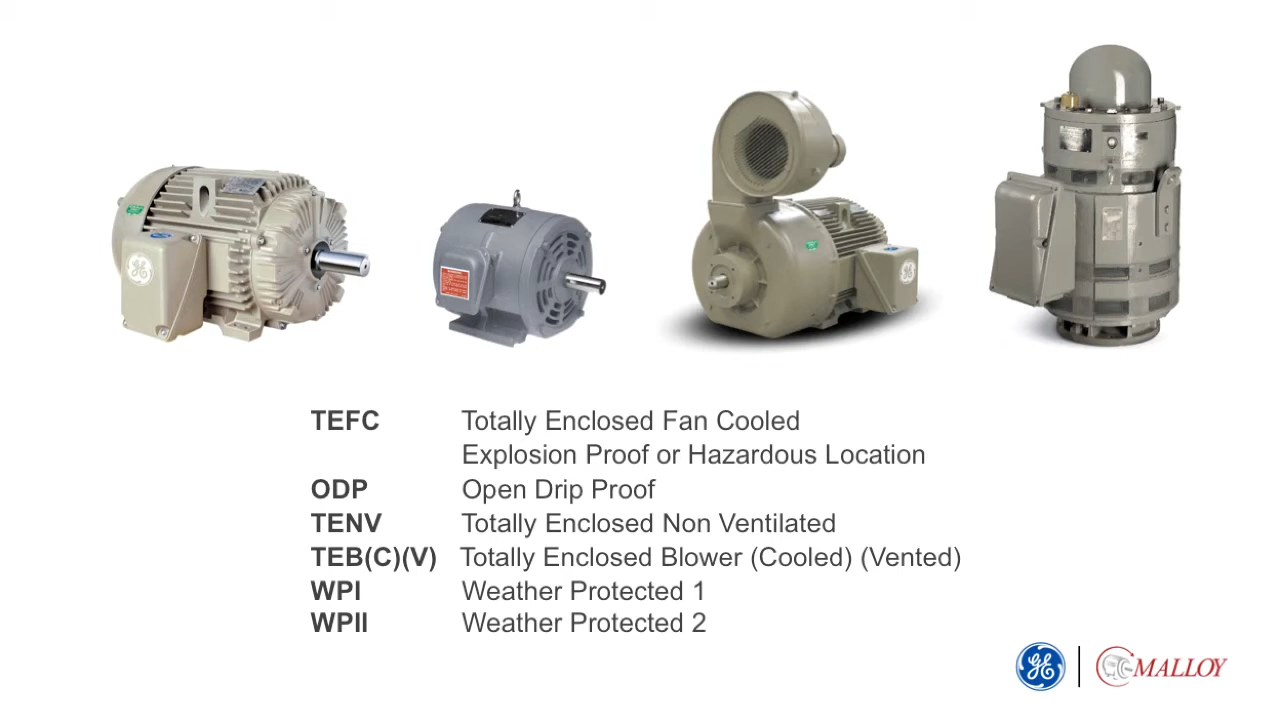 TEFC Totally Enclosed Fan Cooled
Explosion Proof or Hazardous Location
ODP Open Drip Proof
TENV Totally Enclosed Non Ventilated
TEB(C)(V) Totally Enclosed Blower (Cooled) (Vented)
WPI Weather Protected 1
WPII Weather Protected 2
GE MALLOY